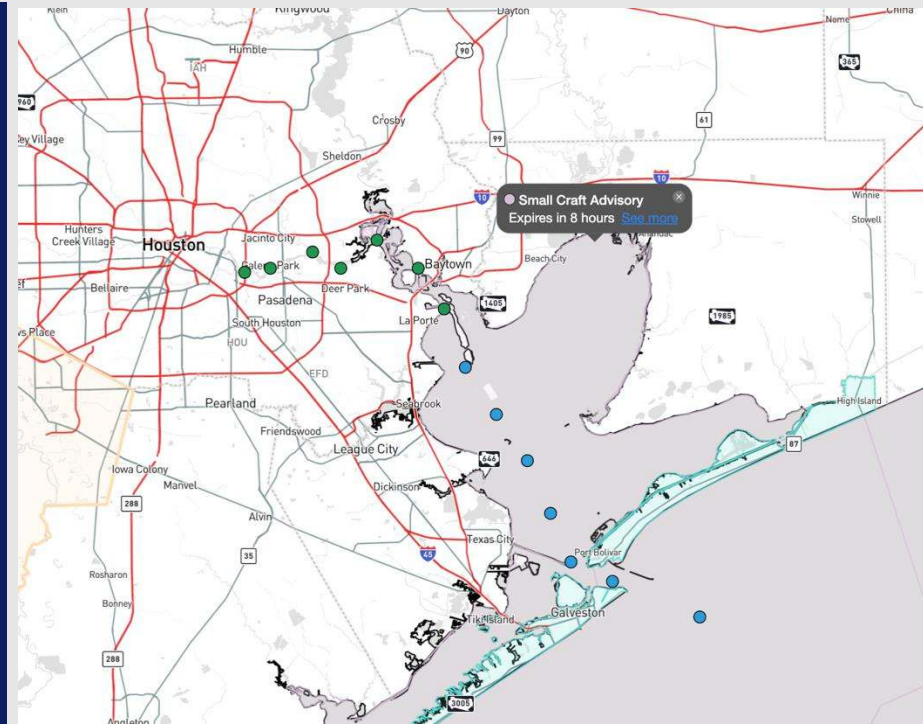 Klein
Kingwood
Dayton
China
Nome
Humble
90
365
IAH
960
99
61
Crosby
Sheldon
10
10
Winnie
Stowell
Small Craft Advisory
Expires in 8 hours See more
Hunters
Creek Village
Houston
Jacinto City
Beach City
Baytown
Deer Park
Bellaire
Pasadena
1405
La Porte
1985
South Houston
HOU
EFD
Pearland
Seabrook
High Island
Friendswood
87
League City
646
Iowa Colony
Manvel
Dickinson
288
Alvin
Texas City
35
45
Port Bolivar
Rosharon
Bonney
Tiki Island
Galveston
288
3005
Angleton